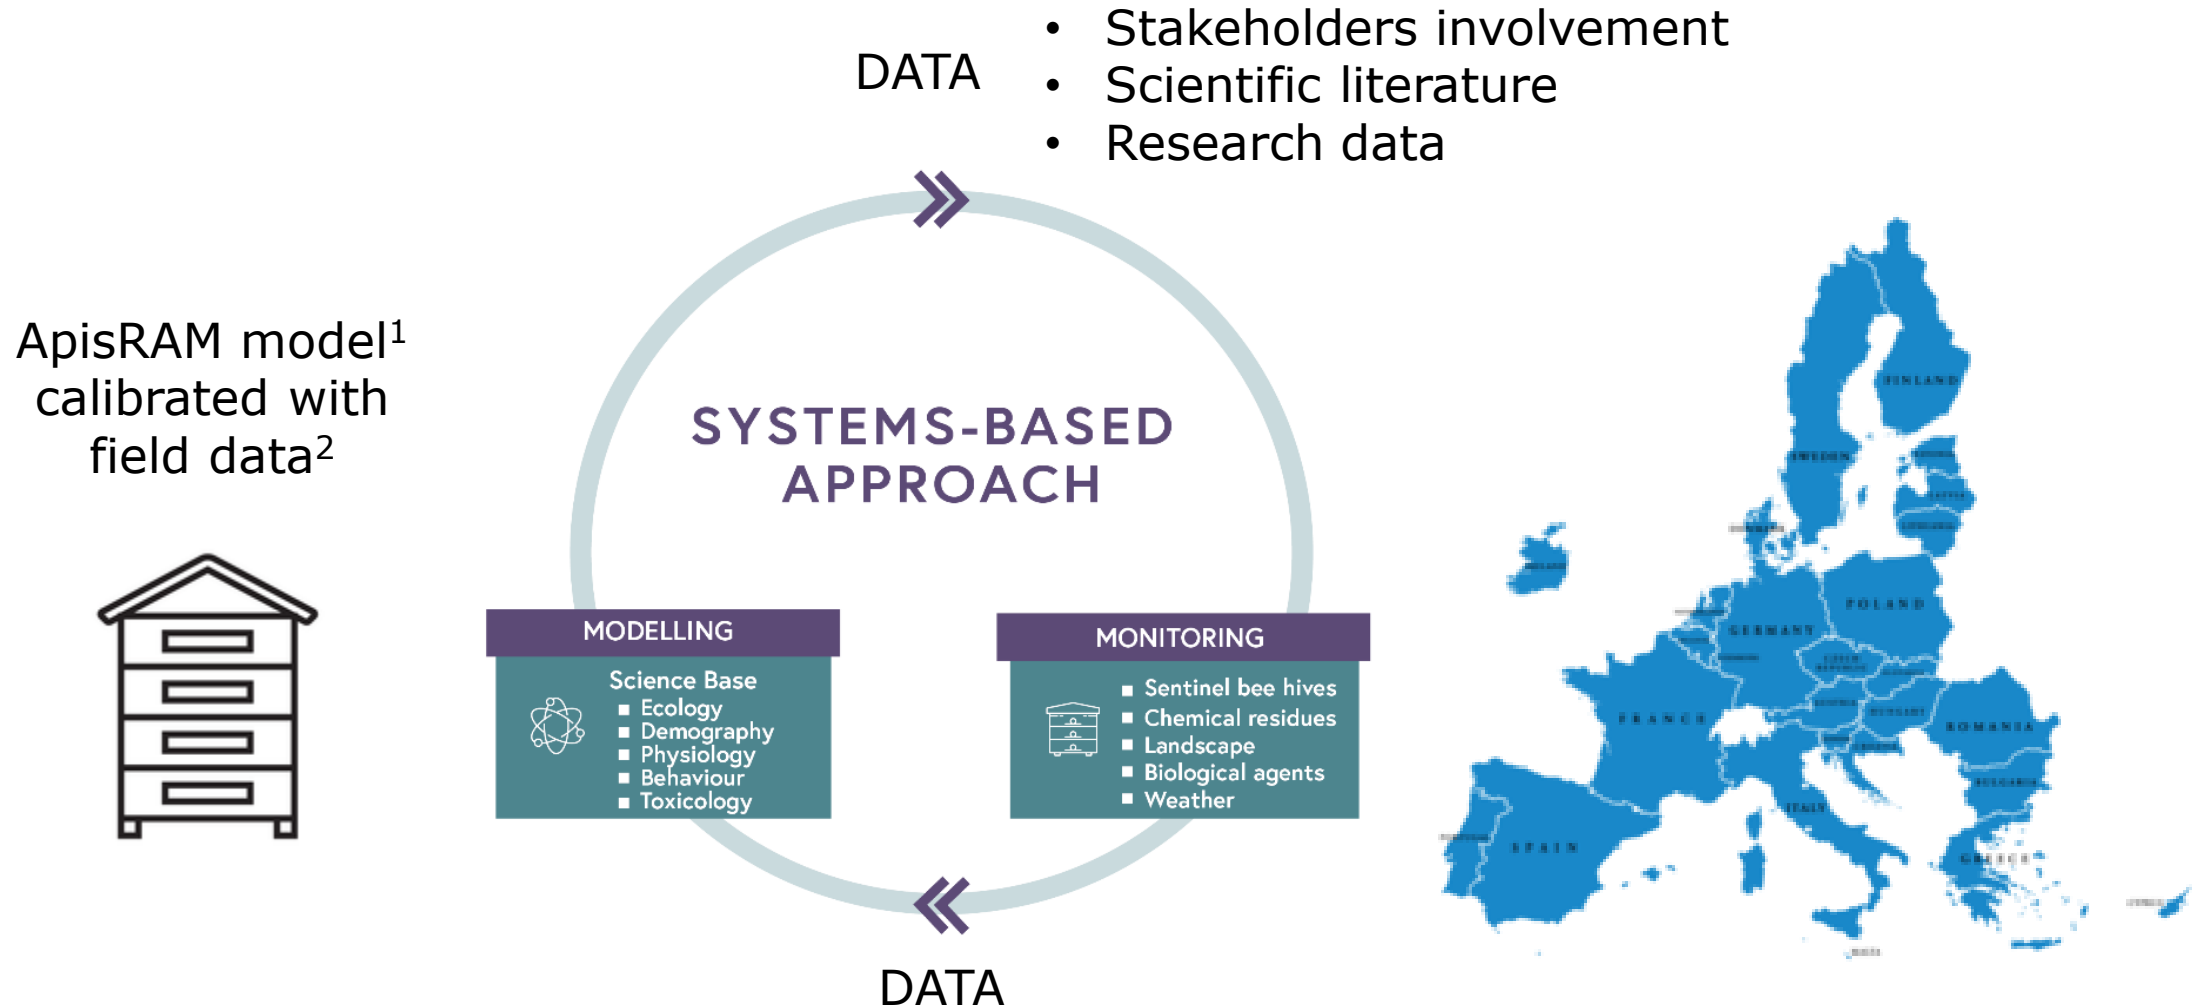 DATA
• Stakeholders involvement
• Scientific literature
• Research data
ApisRAM model¹
calibrated with
field data²
SYSTEMS-BASED
APPROACH
MODELLING
Science Base
■ Ecology
■ Demography
■ Physiology
■ Behaviour
■ Toxicology
MONITORING
■ Sentinel bee hives
■ Chemical residues
■ Landscape
■ Biological agents
■ Weather
DATA
FINLAND
SWEDEN
POLAND
GERMANY
FRANCE
ROMANIA
BULGARIA
ITALY
SPAIN
GREECE